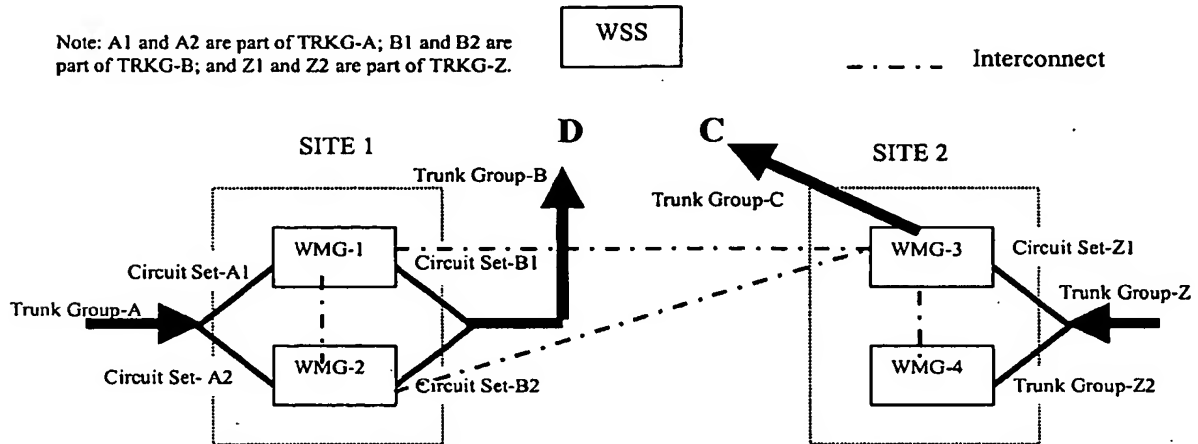 WSS
Note: A1 and A2 are part of TRKG-A; B1 and B2 are
part of TRKG-B; and Z1 and Z2 are part of TRKG-Z.
Interconnect
D
C
SITE 1
SITE 2
Trunk Group-B
Trunk Group-C
WMG-1
WMG-3
Circuit Set-A1
Circuit Set-B1
Circuit Set-Z1
Trunk Group-A
Trunk Group-Z
WMG-2
WMG-4
Circuit Set- A2
Circuit Set-B2
Trunk Group-Z2